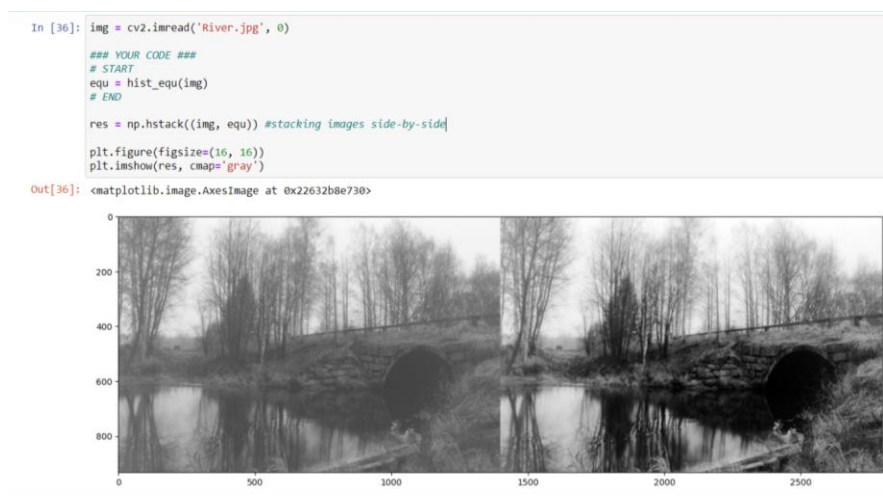 In [36]: img = cv2.imread('River.jpg', 0)
### YOUR CODE ###
# START
equ = hist_equ(img)
# END
res = np.hstack((img, equ)) #stacking images side-by-side
plt.figure(figsize=(16, 16))
plt.imshow(res, cmap='gray')
Out[36]: <matplotlib.image.AxesImage at 0x22632b8e730>
0
200
400
600
800
0 500 1000 1500 2000 2500